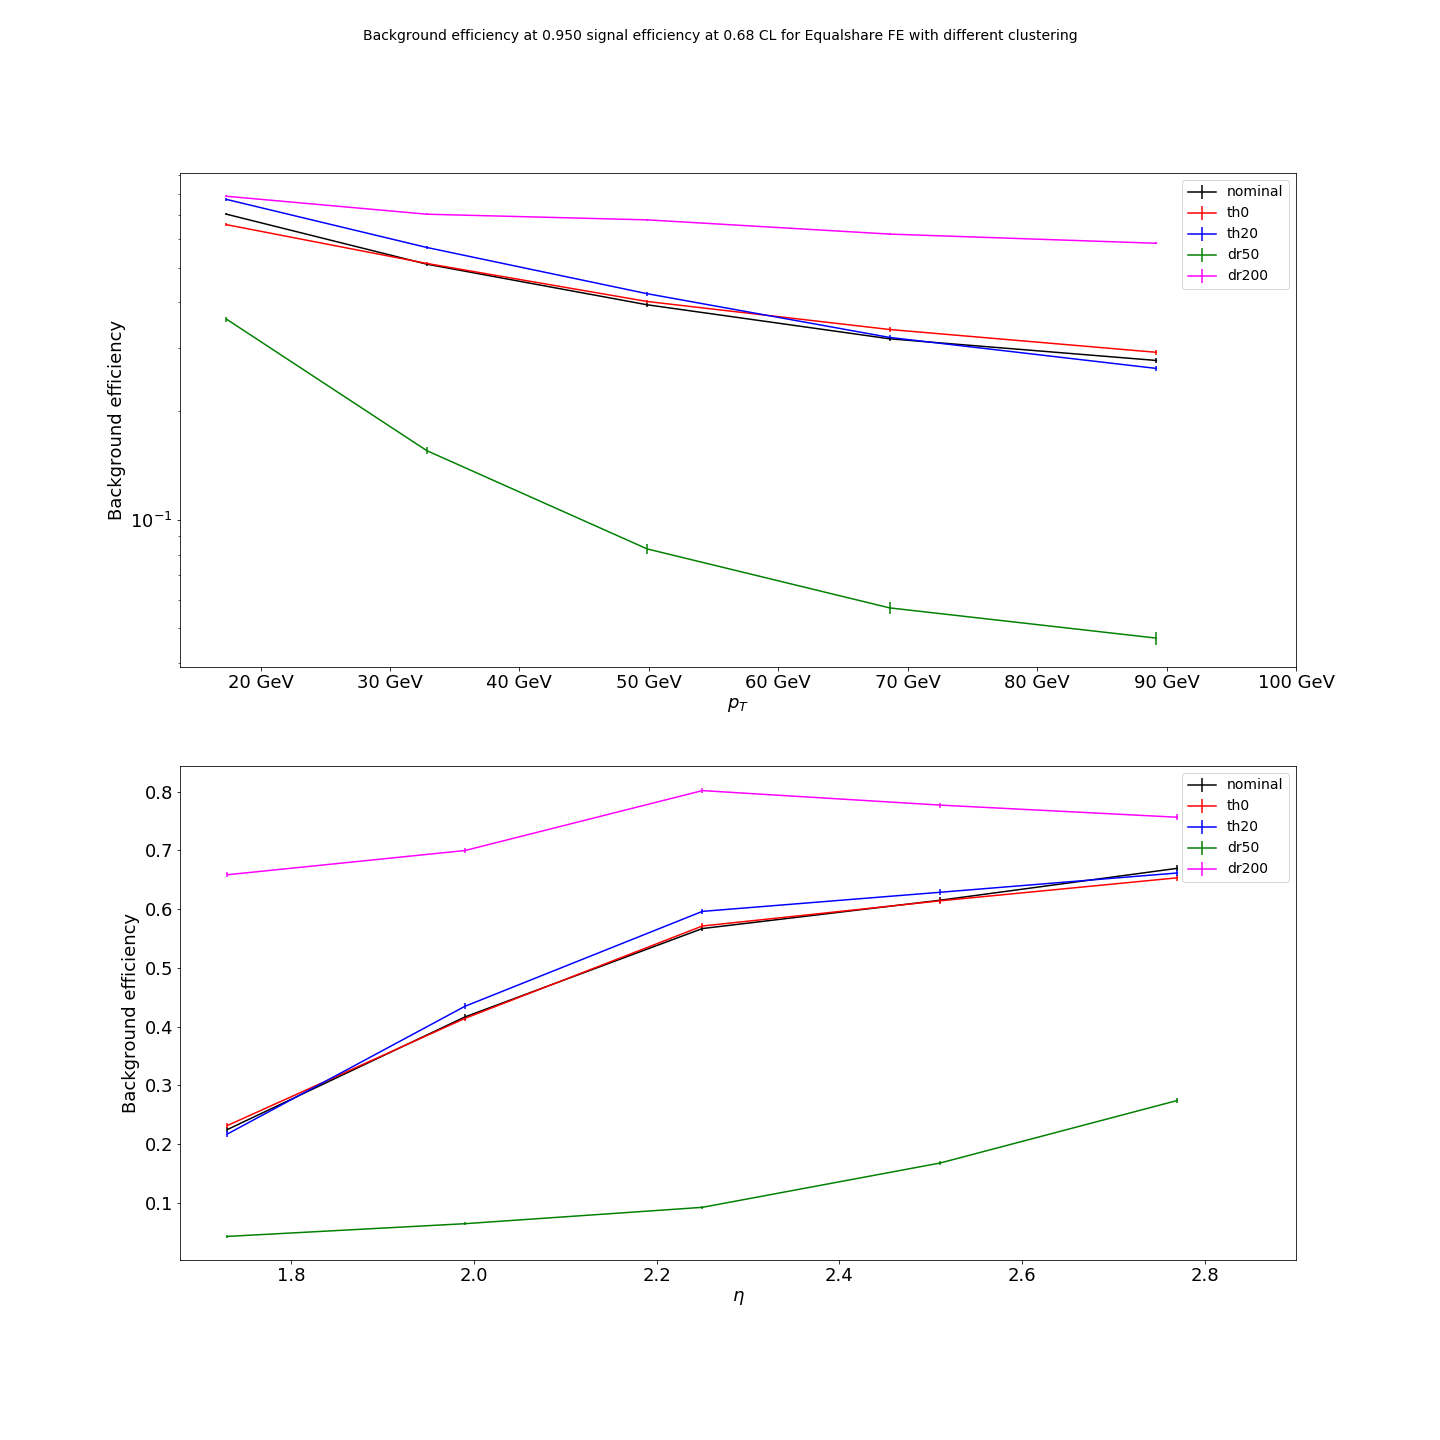 Background efficiency at 0.950 signal efficiency at 0.68 CL for Equalshare FE with different clustering
nominal
th0
th20
dr50
dr200
Background efficiency
10⁻¹
20 GeV 30 GeV 40 GeV 50 GeV 60 GeV 70 GeV 80 GeV 90 GeV 100 GeV
p_T
nominal
th0
th20
dr50
dr200
Background efficiency
0.8
0.7
0.6
0.5
0.4
0.3
0.2
0.1
1.8 2.0 2.2 2.4 2.6 2.8
η